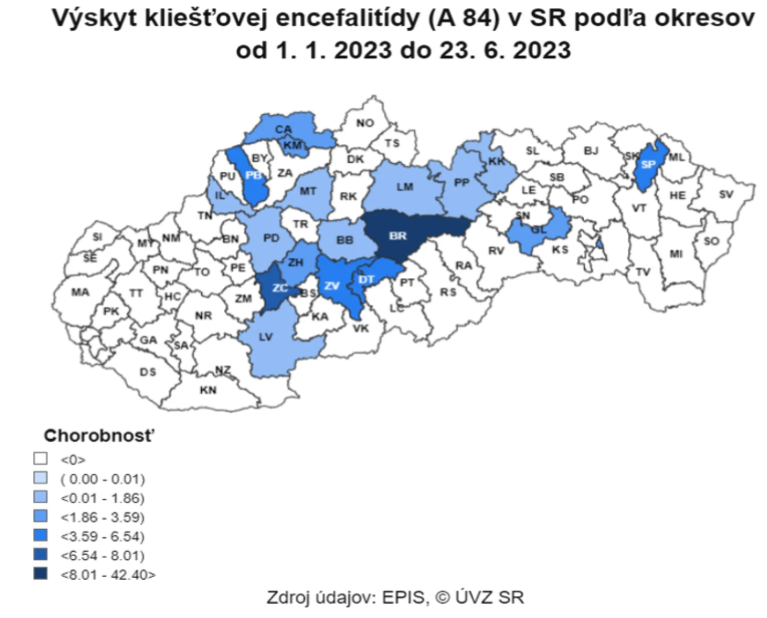 Výskyt kliešťovej encefalitídy (A 84) v SR podľa okresov
od 1. 1. 2023 do 23. 6. 2023
NO
CA
TS
KM
BY
DK
PU
PB
ZA
KK
SL
BJ
SK
SP
ML
IL
MT
RK
LM
PP
LE
SB
PO
HE
SV
TN
VT
SN
GL
SI
MY
NM
BN
PD
TR
BB
BR
RV
KS
SO
SE
PN
TO
PE
ZH
RA
MI
TV
MA
TT
HC
ZM
ZC
BS
ZV
DT
PT
RS
PK
NR
KA
LC
VK
GA
SA
LV
DS
NZ
KN
Chorobnosť
<0>
( 0.00 - 0.01)
<0.01 - 1.86)
<1.86 - 3.59)
<3.59 - 6.54)
<6.54 - 8.01)
<8.01 - 42.40>
Zdroj údajov: EPIS, © ÚVZ SR